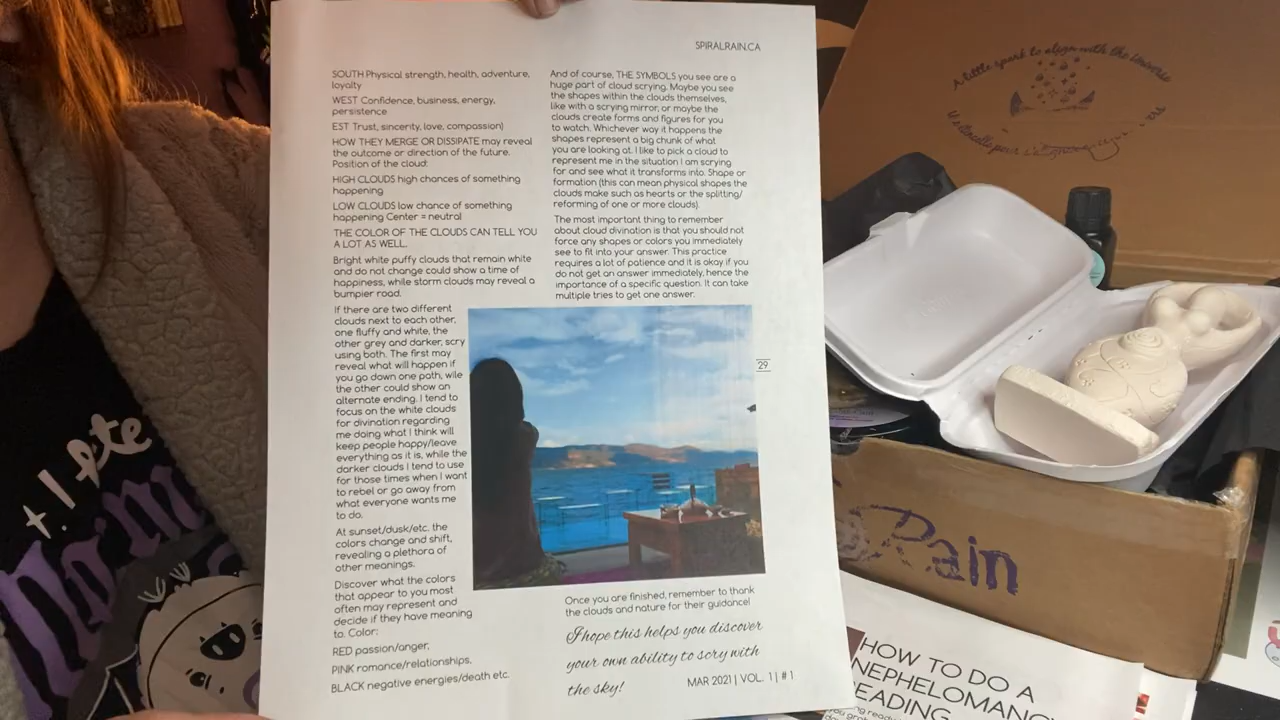 SPIRALRAIN.CA
SOUTH Physical strength, health, adventure,
loyalty
WEST Confidence, business, energy,
persistence
EST Trust, sincerity, love, compassion)
HOW THEY MERGE OR DISSIPATE may reveal
the outcome or direction of the future.
Position of the cloud:
HIGH CLOUDS high chances of something
happening
LOW CLOUDS low chance of something
happening Center = neutral
THE COLOR OF THE CLOUDS CAN TELL YOU
A LOT AS WELL.
Bright white puffy clouds that remain white
and do not change could show a time of
happiness, while storm clouds may reveal a
bumpier road.
If there are two different
clouds next to each other,
one fluffy and white, the
other grey and darker, scry
using both. The first may
reveal what will happen if
you go down one path, wile
the other could show an
alternate ending. I tend to
focus on the white clouds
for divination regarding
me doing what I think will
keep people happy/leave
everything as it is, while the
darker clouds I tend to use
for those times when I want
to rebel or go away from
what everyone wants me
to do.
At sunset/dusk/etc. the
colors change and shift,
revealing a plethora of
other meanings.
Discover what the colors
that appear to you most
often may represent and
decide if they have meaning
to. Color:
RED passion/anger,
PINK romance/relationships,
BLACK negative energies/death etc.
And of course, THE SYMBOLS you see are a
huge part of cloud scrying. Maybe you see
the shapes within the clouds themselves,
like with a scrying mirror, or maybe the
clouds create forms and figures for you
to watch. Whichever way it happens the
shapes represent a big chunk of what
you are looking at. I like to pick a cloud to
represent me in the situation I am scrying
for and see what it transforms into. Shape or
formation (this can mean physical shapes the
clouds make such as hearts or the splitting/
reforming of one or more clouds).
The most important thing to remember
about cloud divination is that you should not
force any shapes or colors you immediately
see to fit into your answer. This practice
requires a lot of patience and it is okay if you
do not get an answer immediately, hence the
importance of a specific question. It can take
multiple tries to get one answer.
29
Once you are finished, remember to thank
the clouds and nature for their guidance!
I hope this helps you discover
your own ability to scry with
the sky!
MAR 2021 | VOL. 1 | # 1
A little spark to align with the Universe
Rain
HOW TO DO A
NEPHELOMANCY
READING
+. I pte